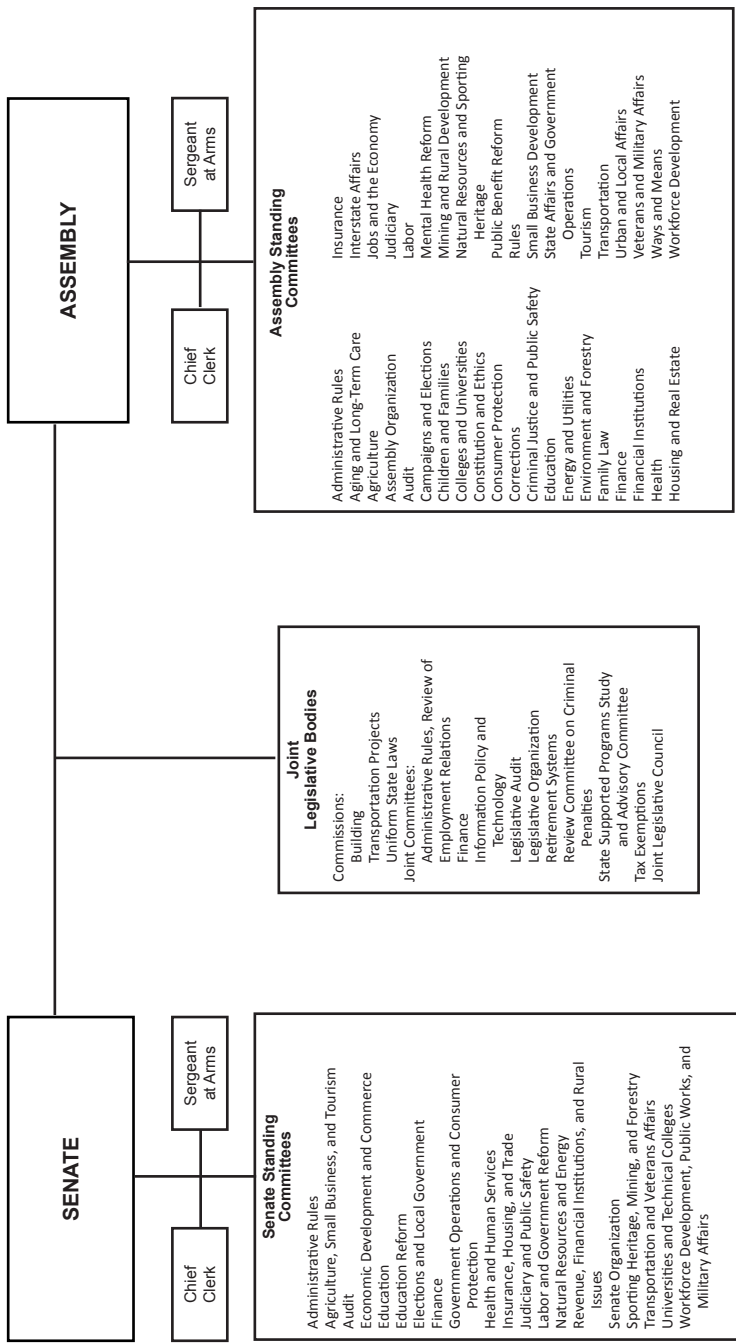 SENATE
Chief
Clerk
Sergeant
at Arms
Senate Standing
Committees
Administrative Rules
Agriculture, Small Business, and Tourism
Audit
Economic Development and Commerce
Education
Education Reform
Elections and Local Government
Finance
Government Operations and Consumer
Protection
Health and Human Services
Insurance, Housing, and Trade
Judiciary and Public Safety
Labor and Government Reform
Natural Resources and Energy
Revenue, Financial Institutions, and Rural
Issues
Senate Organization
Sporting Heritage, Mining, and Forestry
Transportation and Veterans Affairs
Universities and Technical Colleges
Workforce Development, Public Works, and
Military Affairs
Joint
Legislative Bodies
Commissions:
Building
Transportation Projects
Uniform State Laws
Joint Committees:
Administrative Rules, Review of
Employment Relations
Finance
Information Policy and
Technology
Legislative Audit
Legislative Organization
Retirement Systems
Review Committee on Criminal
Penalties
State Supported Programs Study
and Advisory Committee
Tax Exemptions
Joint Legislative Council
ASSEMBLY
Chief
Clerk
Sergeant
at Arms
Assembly Standing
Committees
Administrative Rules
Aging and Long-Term Care
Agriculture
Assembly Organization
Audit
Campaigns and Elections
Children and Families
Colleges and Universities
Constitution and Ethics
Consumer Protection
Corrections
Criminal Justice and Public Safety
Education
Energy and Utilities
Environment and Forestry
Family Law
Finance
Financial Institutions
Health
Housing and Real Estate
Insurance
Interstate Affairs
Jobs and the Economy
Judiciary
Labor
Mental Health Reform
Mining and Rural Development
Natural Resources and Sporting
Heritage
Public Benefit Reform
Rules
Small Business Development
State Affairs and Government
Operations
Tourism
Transportation
Urban and Local Affairs
Veterans and Military Affairs
Ways and Means
Workforce Development